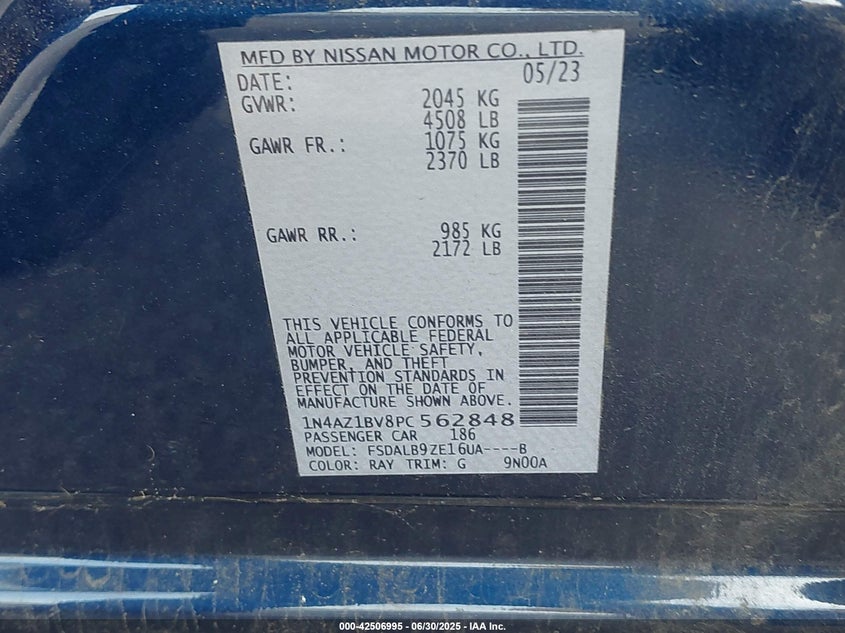 MFD BY NISSAN MOTOR CO., LTD.
DATE: 05/23
GVWR: 2045 KG
4508 LB
GAWR FR.: 1075 KG
2370 LB
GAWR RR.: 985 KG
2172 LB
THIS VEHICLE CONFORMS TO
ALL APPLICABLE FEDERAL
MOTOR VEHICLE SAFETY,
BUMPER, AND THEFT
PREVENTION STANDARDS IN
EFFECT ON THE DATE OF
MANUFACTURE SHOWN ABOVE.
1N4AZ1BV8PC562848
PASSENGER CAR 186
MODEL: FSDALB9ZE16UA----B
COLOR: RAY TRIM: G 9N00A
000-42506995 - 06/30/2025 - IAA Inc.